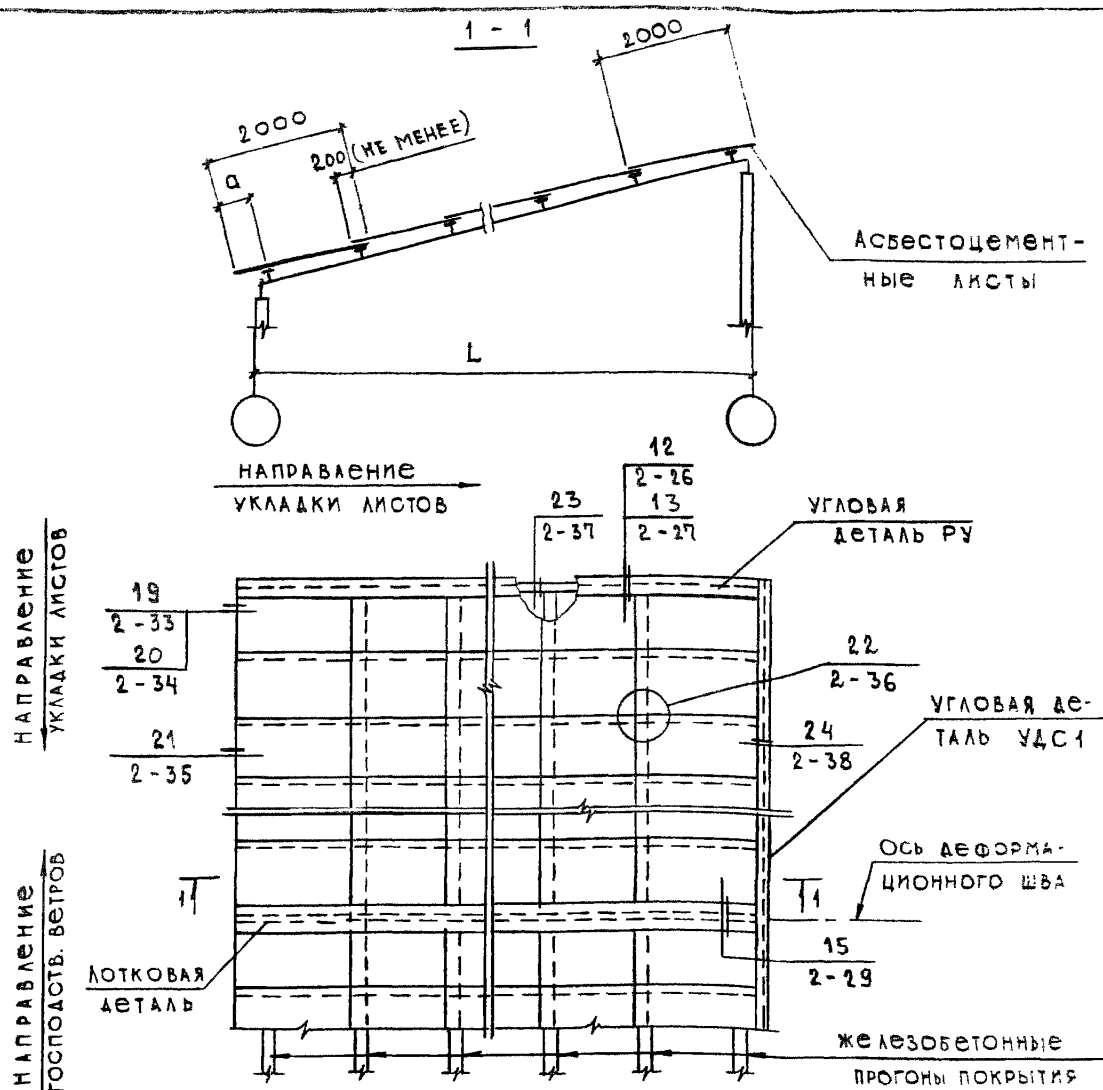 1 - 1
2000
2000
200 (НЕ МЕНЕЕ)
а
АСБЕСТОЦЕМЕНТ-
НЫЕ ЛИСТЫ
L
НАПРАВЛЕНИЕ
УКЛАДКИ ЛИСТОВ
12
2-26
13
2-27
23
2-37
УГЛОВАЯ
ДЕТАЛЬ РУ
НАПРАВЛЕНИЕ
УКЛАДКИ ЛИСТОВ
19
2-33
20
2-34
22
2-36
21
2-35
24
2-38
УГЛОВАЯ ДЕ-
ТАЛЬ УДС1
ОСЬ ДЕФОРМА-
ЦИОННОГО ШВА
1
1
15
2-29
НАПРАВЛЕНИЕ
ГОСПОДСТВ. ВЕТРОВ
ЛОТКОВАЯ
ДЕТАЛЬ
ЖЕЛЕЗОБЕТОННЫЕ
ПРОГОНЫ ПОКРЫТИЯ